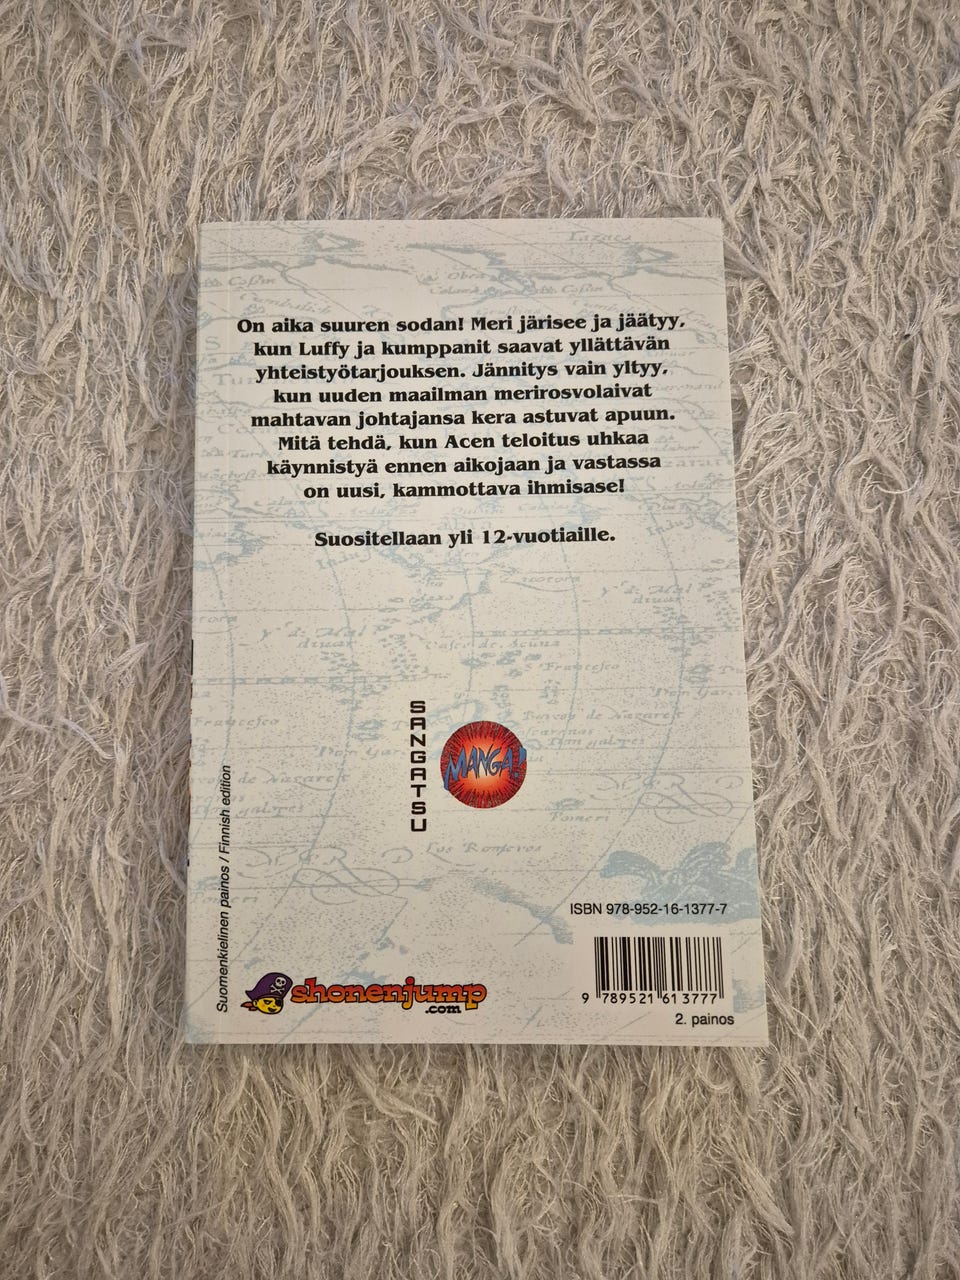 On aika suuren sodan! Meri järisee ja jäätyy,
kun Luffy ja kumppanit saavat yllättävän
yhteistyötarjouksen. Jännitys vain yltyy,
kun uuden maailman merirosvolaivat
mahtavan johtajansa kera astuvat apuun.
Mitä tehdä, kun Acen teloitus uhkaa
käynnistyä ennen aikojaan ja vastassa
on uusi, kammottava ihmisase!
Suositellaan yli 12-vuotiaille.
SANGATSU
MANGA!
Suomenkielinen painos / Finnish edition
shonenjump
.com
ISBN 978-952-16-1377-7
9 789521 613777
2. painos